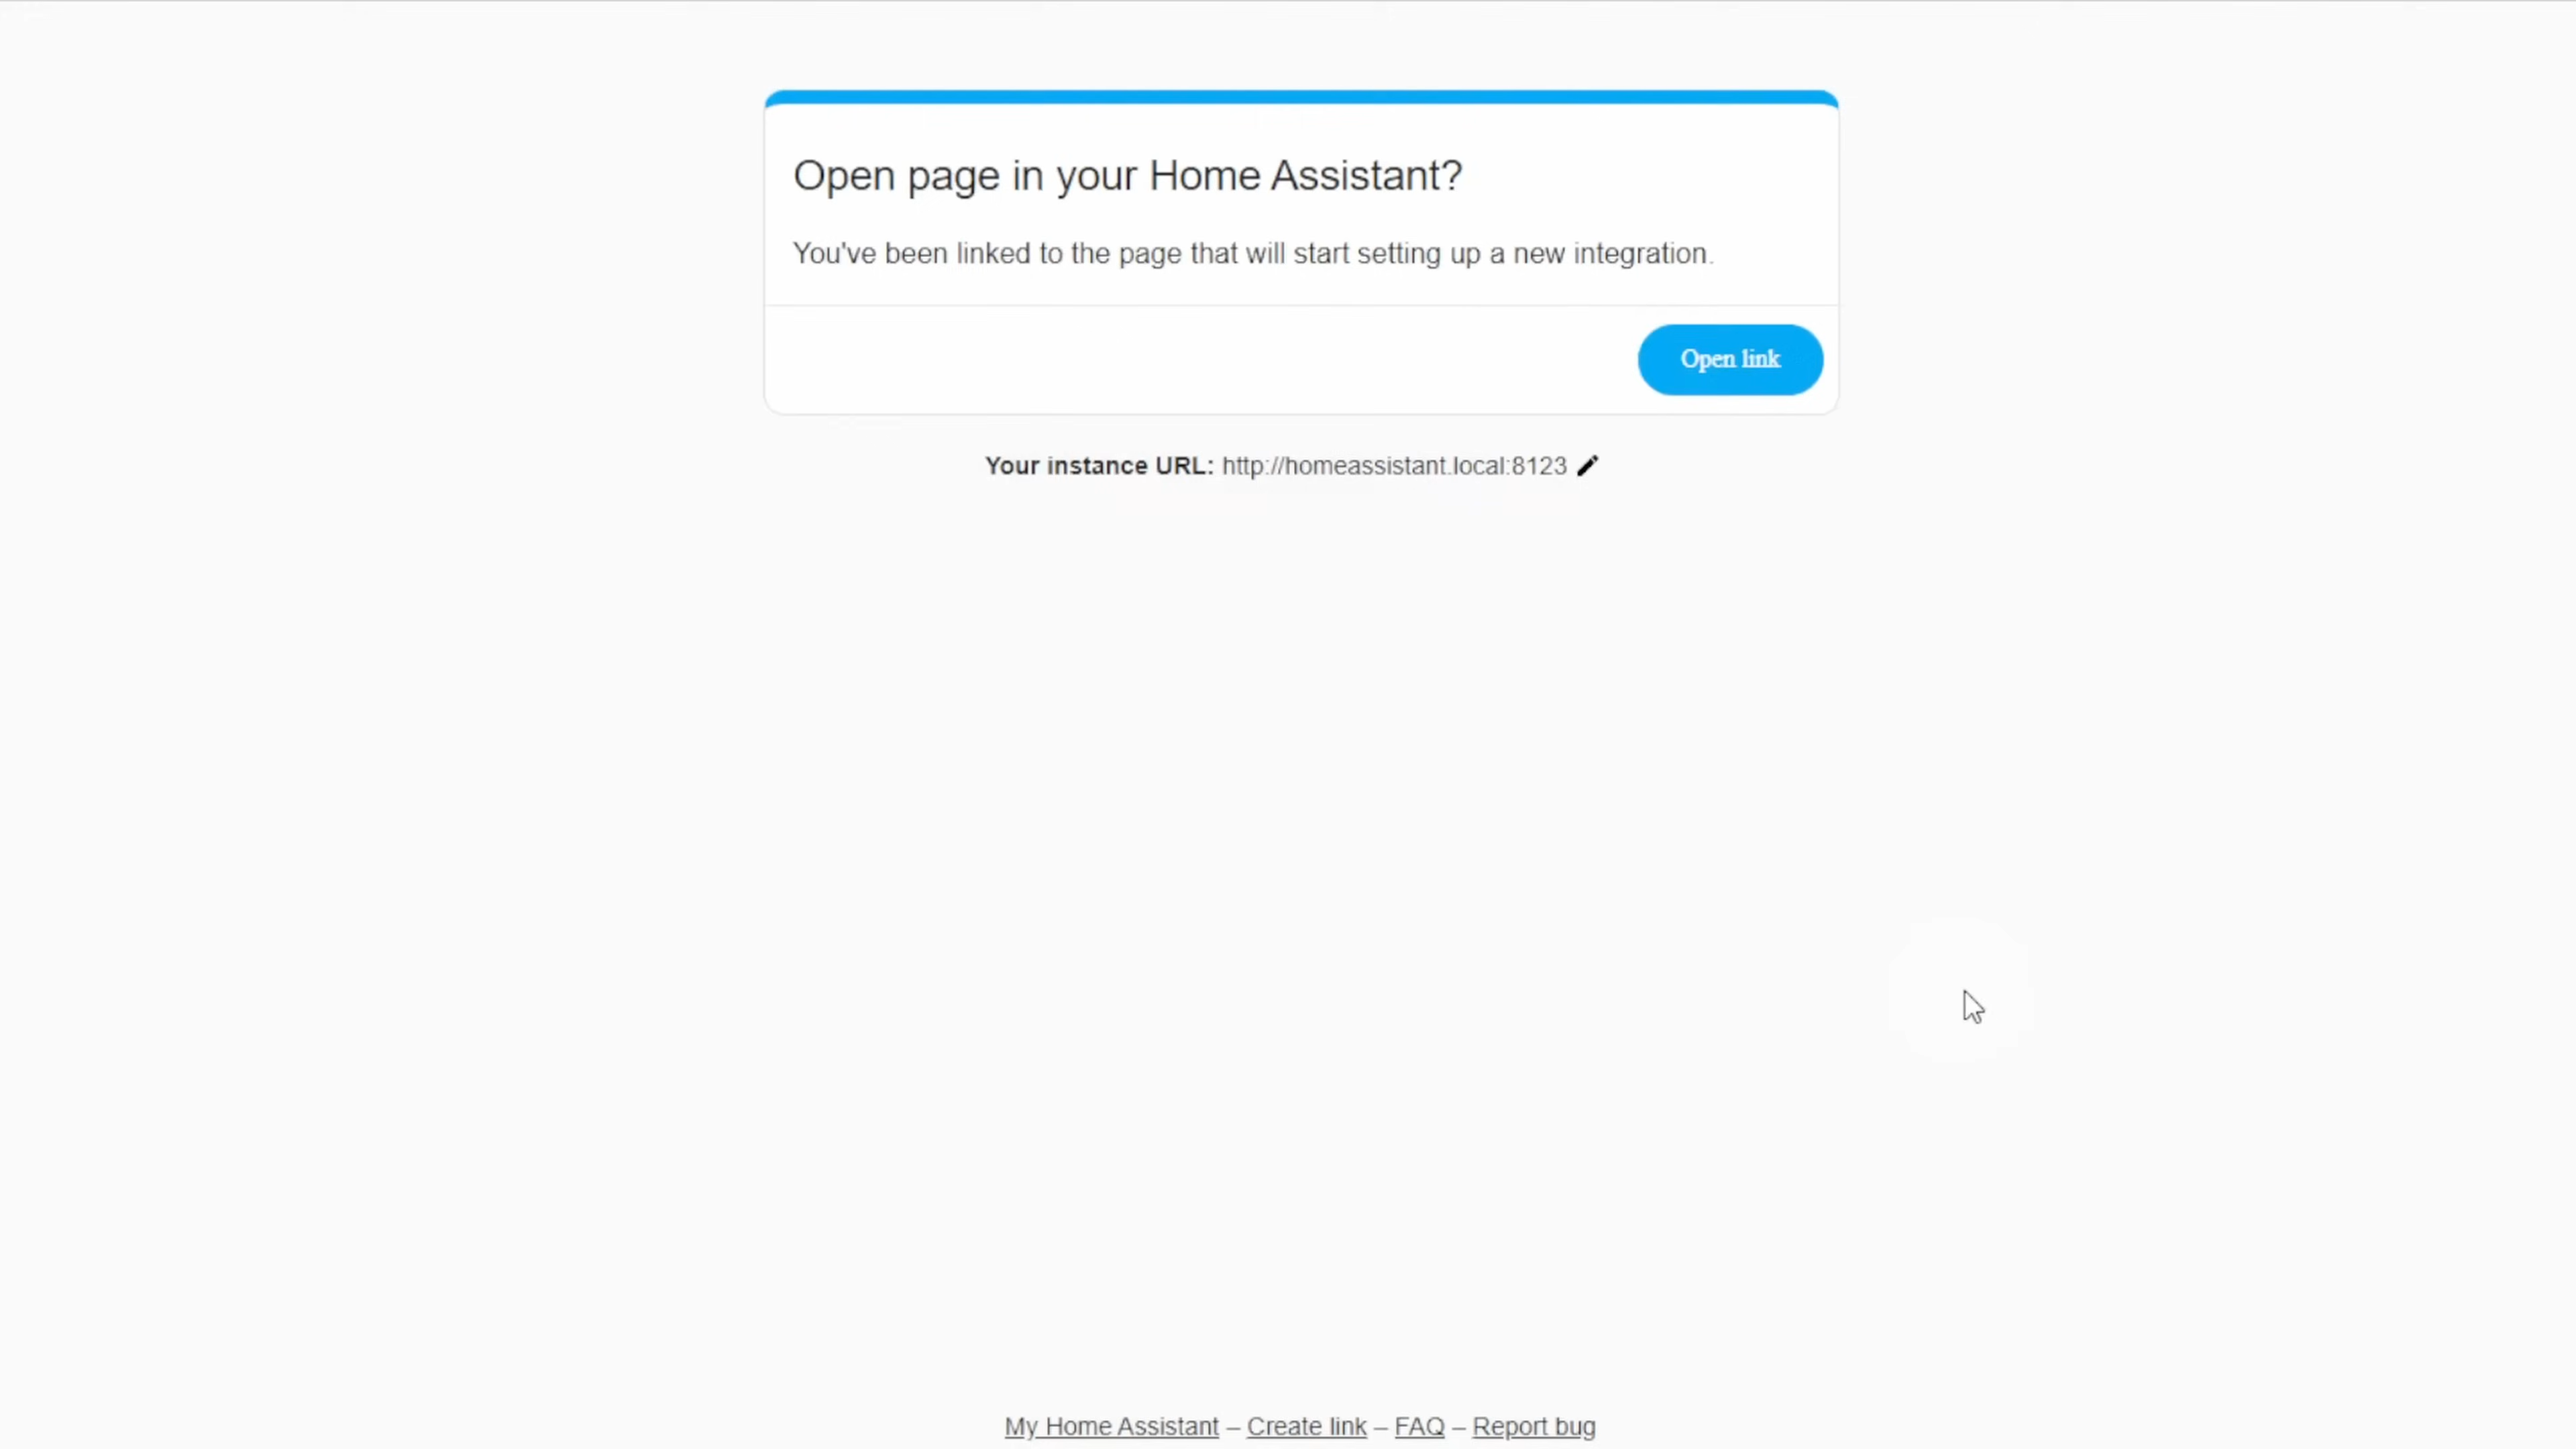 Open page in your Home Assistant?
You've been linked to the page that will start setting up a new integration.
Open link
Your instance URL: http://homeassistant.local:8123
My Home Assistant – Create link – FAQ – Report bug